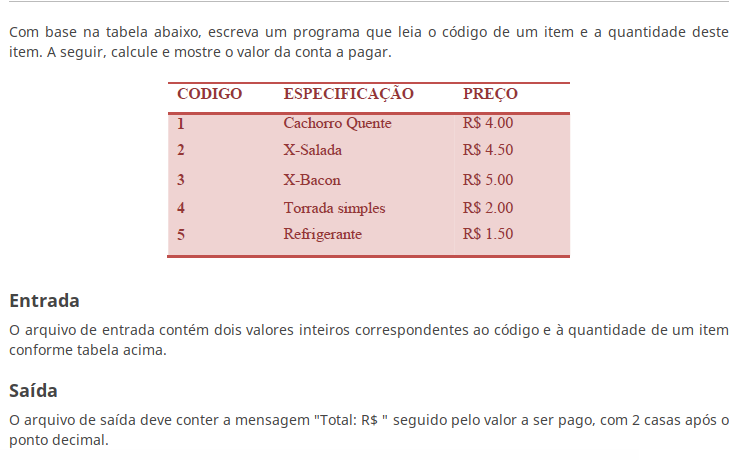 Com base na tabela abaixo, escreva um programa que leia o código de um item e a quantidade deste
item. A seguir, calcule e mostre o valor da conta a pagar.
CODIGO ESPECIFICAÇÃO PREÇO
1 Cachorro Quente R$ 4.00
2 X-Salada R$ 4.50
3 X-Bacon R$ 5.00
4 Torrada simples R$ 2.00
5 Refrigerante R$ 1.50
Entrada
O arquivo de entrada contém dois valores inteiros correspondentes ao código e à quantidade de um item
conforme tabela acima.
Saída
O arquivo de saída deve conter a mensagem "Total: R$ " seguido pelo valor a ser pago, com 2 casas após o
ponto decimal.